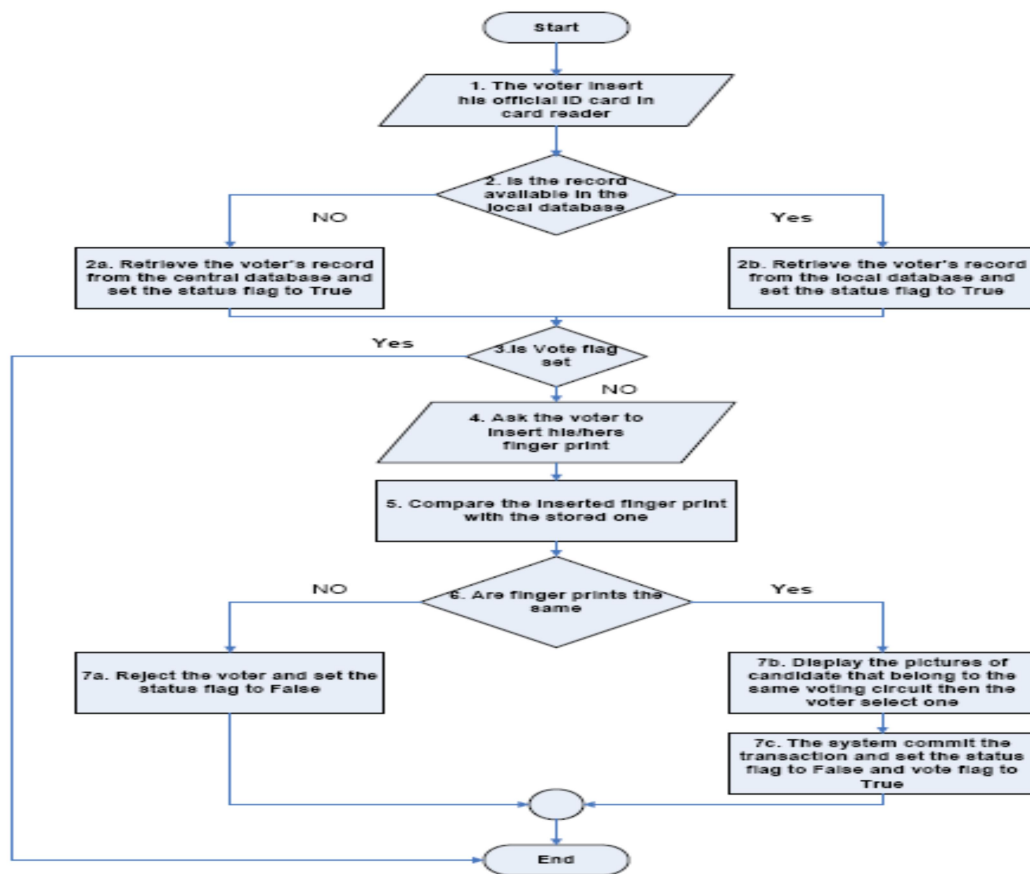 Start
1. The voter insert
his official ID card in
card reader
2. Is the record
available in the
local database
NO
Yes
2a. Retrieve the voter's record
from the central database and
set the status flag to True
2b. Retrieve the voter's record
from the local database and
set the status flag to True
Yes
3.Is Vote flag
set
NO
4. Ask the voter to
insert his/hers
finger print
5. Compare the inserted finger print
with the stored one
NO
6. Are finger prints the
same
Yes
7a. Reject the voter and set the
status flag to False
7b. Display the pictures of
candidate that belong to the
same voting circuit then the
voter select one
7c. The system commit the
transaction and set the status
flag to False and vote flag to
True
End